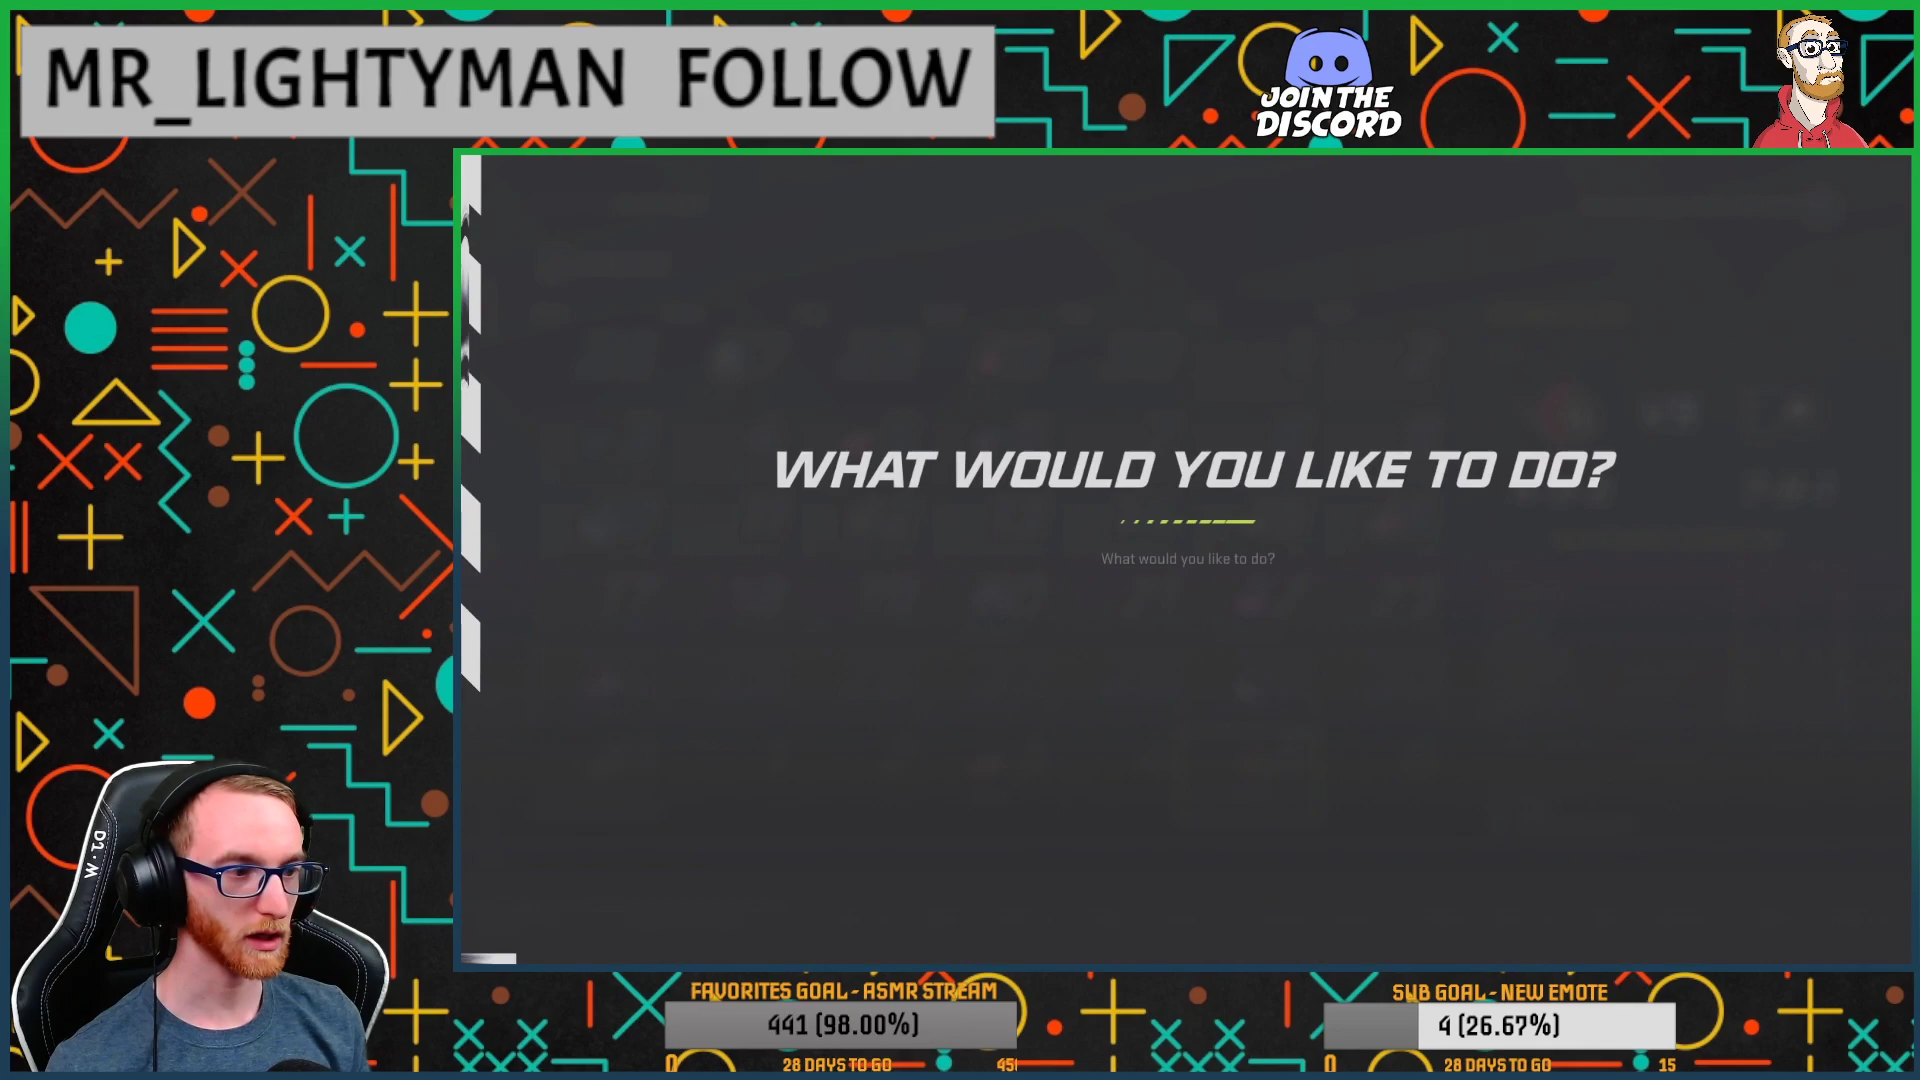 MR_LIGHTYMAN FOLLOW
JOIN THE
DISCORD
WHAT WOULD YOU LIKE TO DO?
What would you like to do?
FAVORITES GOAL - ASMR STREAM
441 (98.00%)
0 28 DAYS TO GO
SUB GOAL - NEW EMOTE
4 (26.67%)
0 28 DAYS TO GO 15